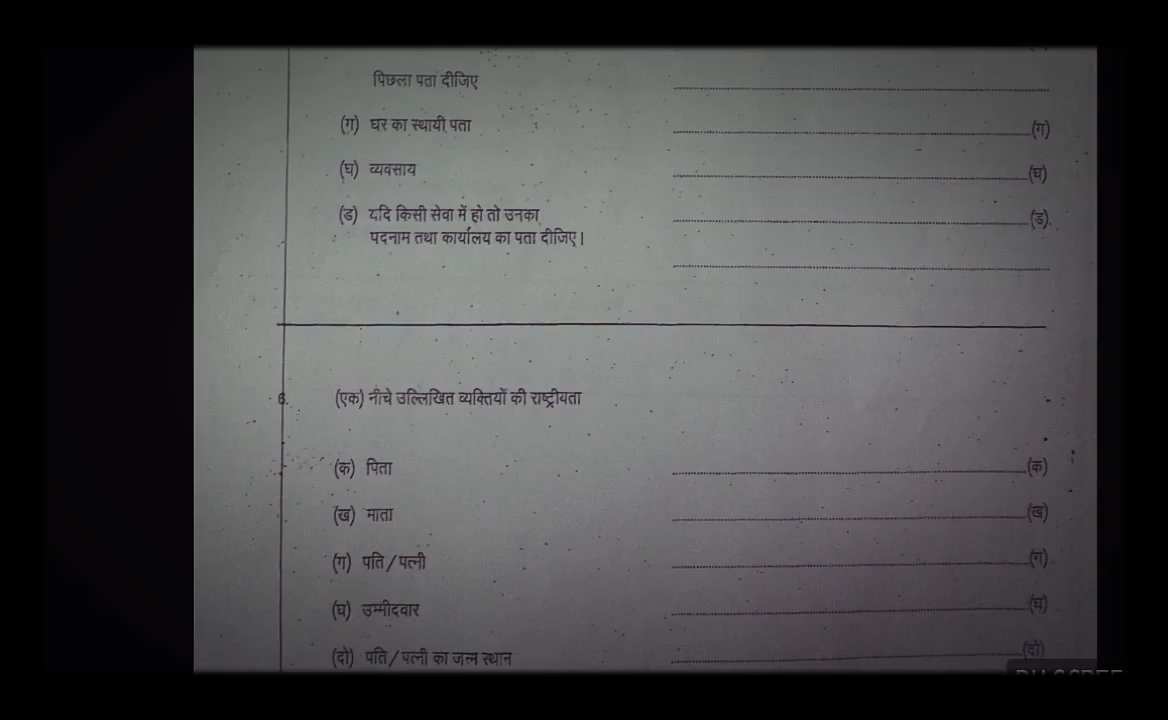 पिछला पता दीजिए
(ग) घर का स्थायी पता (ग)
(घ) व्यवसाय (घ)
(ड) यदि किसी सेवा में हो तो उनका (ड)
पदनाम तथा कार्यालय का पता दीजिए।
6. (एक) नीचे उल्लिखित व्यक्तियों की राष्ट्रीयता
(क) पिता (क)
(ख) माता (ख)
(ग) पति / पत्नी (ग)
(घ) उम्मीदवार (घ)
(दो) पति / पत्नी का जन्म स्थान (दो)